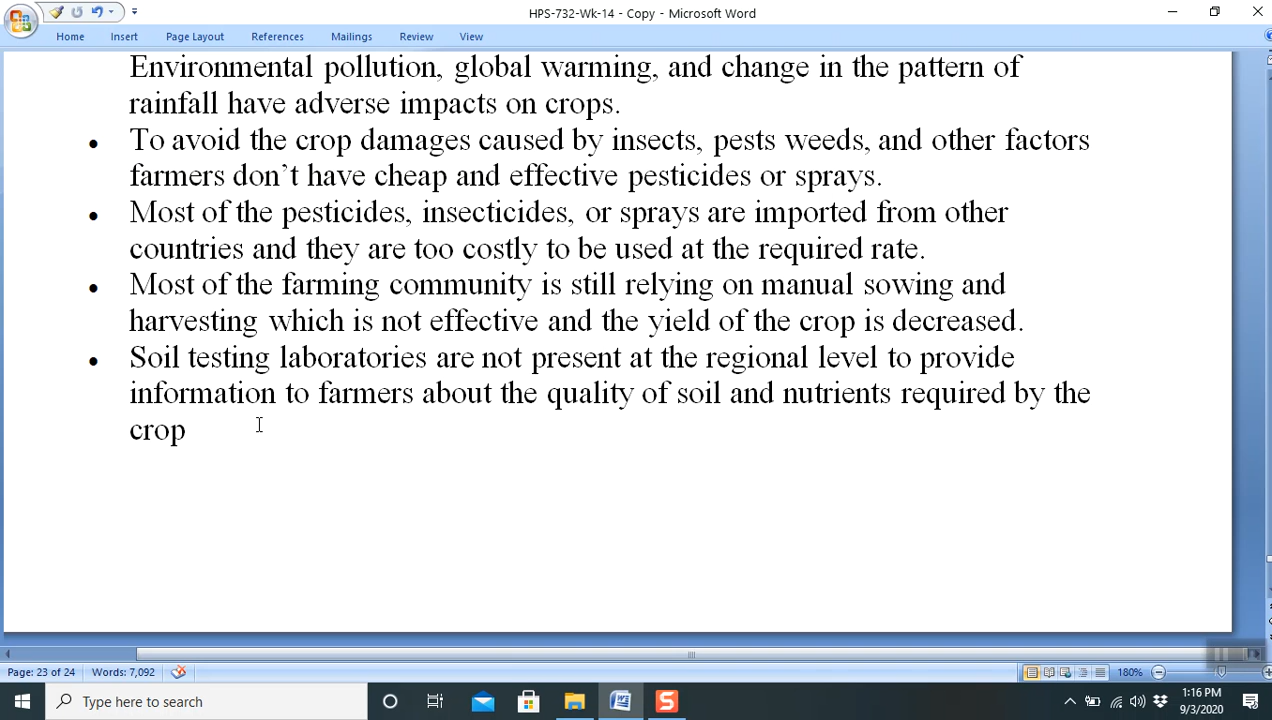 HPS-732-Wk-14 - Copy - Microsoft Word
Home Insert Page Layout References Mailings Review View
Environmental pollution, global warming, and change in the pattern of
rainfall have adverse impacts on crops.
• To avoid the crop damages caused by insects, pests weeds, and other factors
farmers don’t have cheap and effective pesticides or sprays.
• Most of the pesticides, insecticides, or sprays are imported from other
countries and they are too costly to be used at the required rate.
• Most of the farming community is still relying on manual sowing and
harvesting which is not effective and the yield of the crop is decreased.
• Soil testing laboratories are not present at the regional level to provide
information to farmers about the quality of soil and nutrients required by the
crop
Page: 23 of 24 Words: 7,092 180%
Type here to search S 1:16 PM
9/3/2020